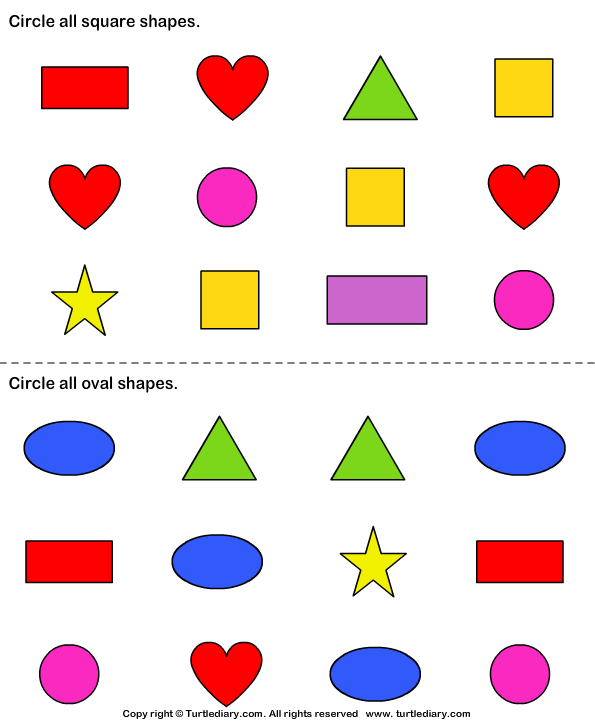 Circle all square shapes.
Circle all oval shapes.
Copy right © Turtlediary.com. All rights reserved www. turtlediary.com